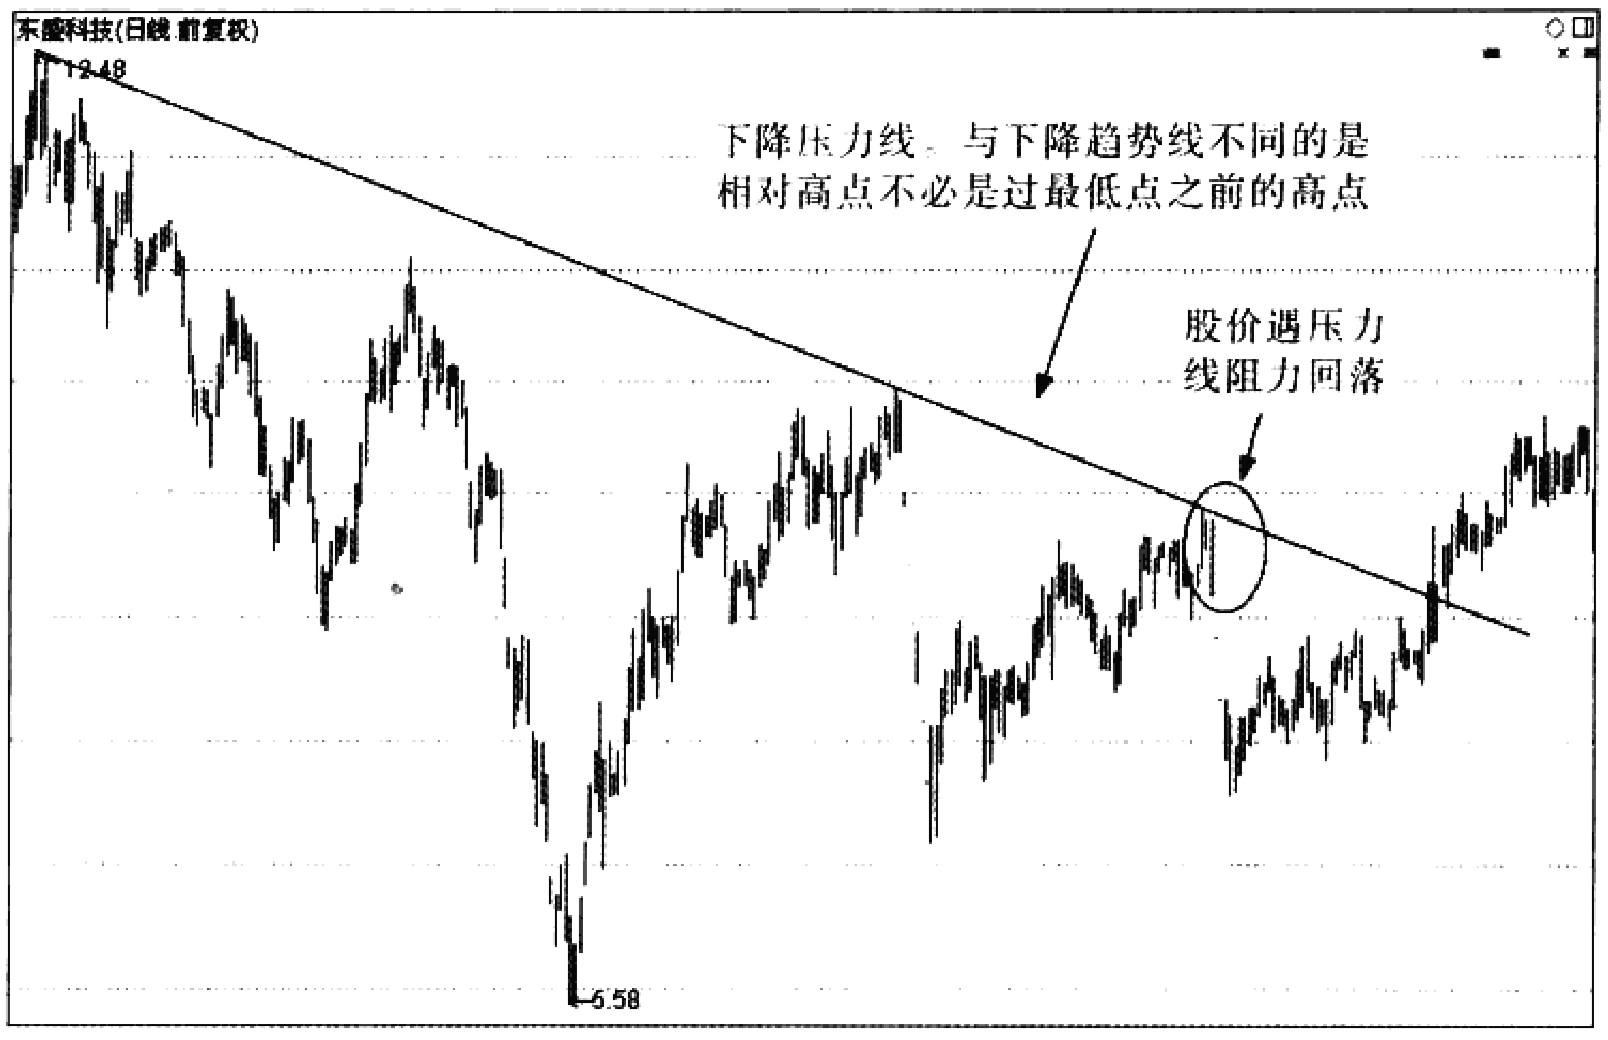 东盛科技(日线 前复权)
12.48
下降压力线。与下降趋势线不同的是
相对高点不必是过最低点之前的高点
股价遇压力
线阻力回落
5.58